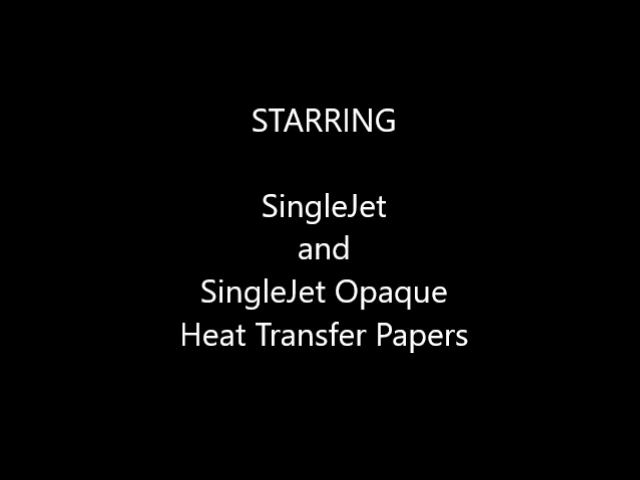 STARRING
SingleJet
and
SingleJet Opaque
Heat Transfer Papers